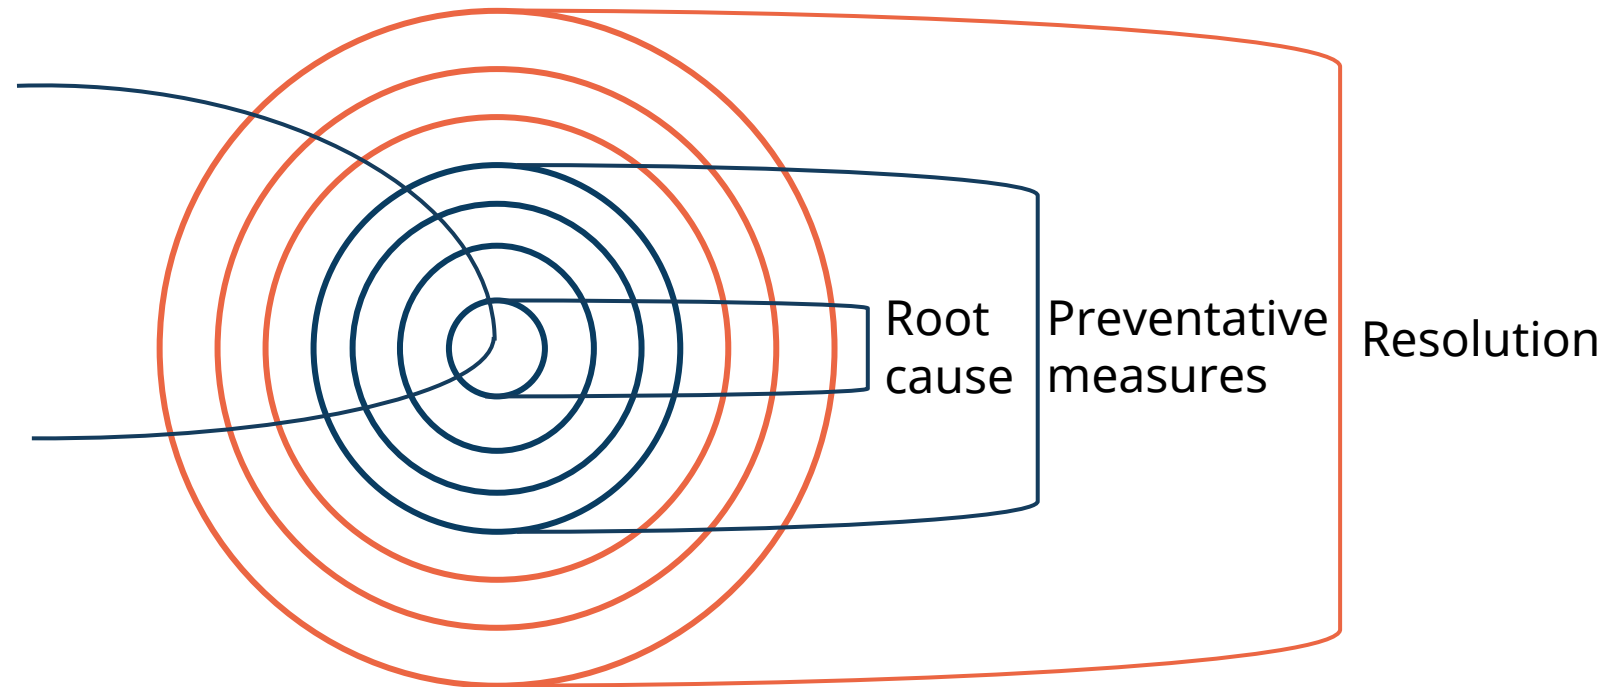 Root
cause
Preventative
measures
Resolution